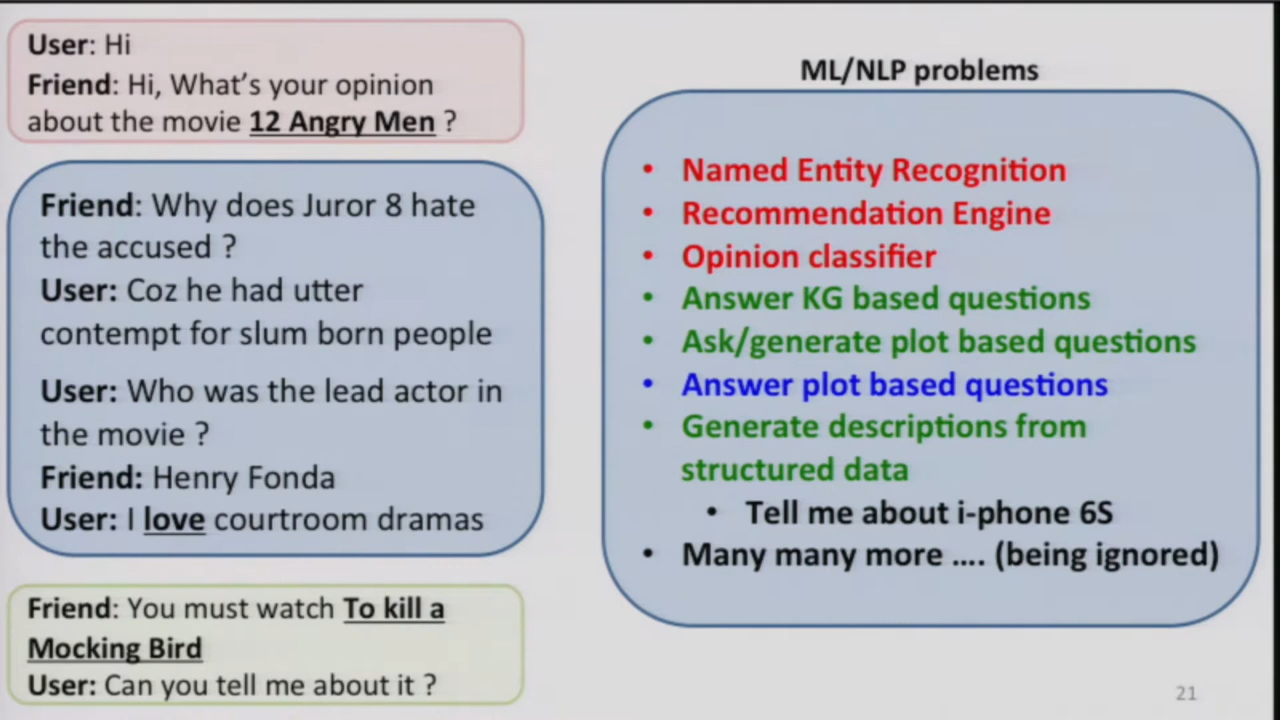 User: Hi
Friend: Hi, What's your opinion
about the movie 12 Angry Men ?
Friend: Why does Juror 8 hate
the accused ?
User: Coz he had utter
contempt for slum born people
User: Who was the lead actor in
the movie ?
Friend: Henry Fonda
User: I love courtroom dramas
Friend: You must watch To kill a
Mocking Bird
User: Can you tell me about it ?
ML/NLP problems
• Named Entity Recognition
• Recommendation Engine
• Opinion classifier
• Answer KG based questions
• Ask/generate plot based questions
• Answer plot based questions
• Generate descriptions from
structured data
• Tell me about i-phone 6S
• Many many more .... (being ignored)
21